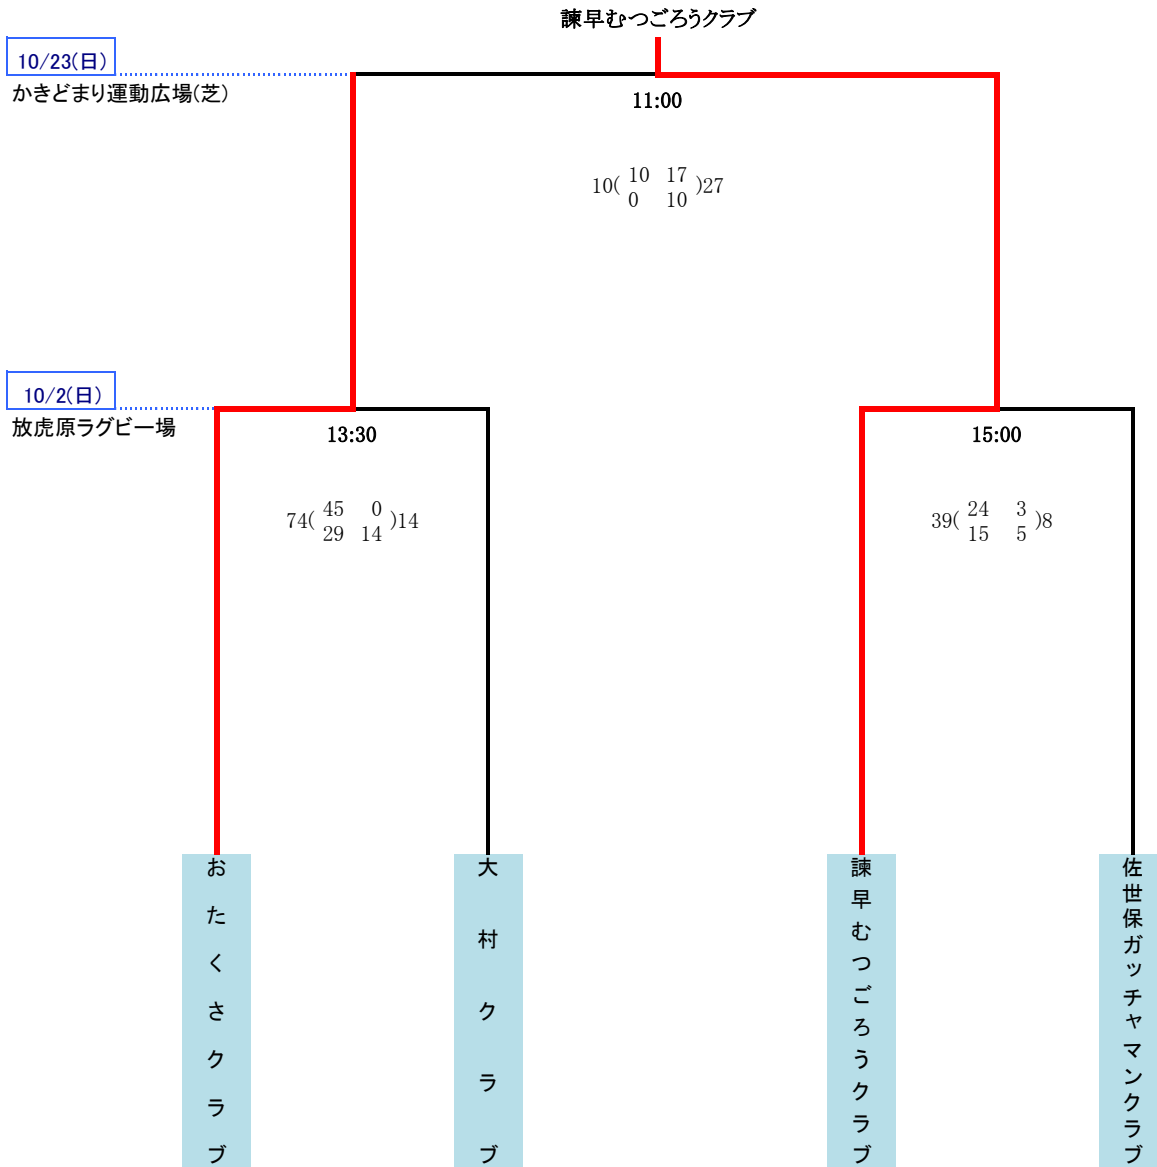 諫早むつごろうクラブ
10/23(日)
かきどまり運動広場(芝)
11:00
10( 10 17 )27
0 10
10/2(日)
放虎原ラグビー場
13:30
15:00
74( 45 0 )14
29 14
39( 24 3 )8
15 5
おたくさクラブ
大村クラブ
諫早むつごろうクラブ
佐世保ガッチャマンクラブ